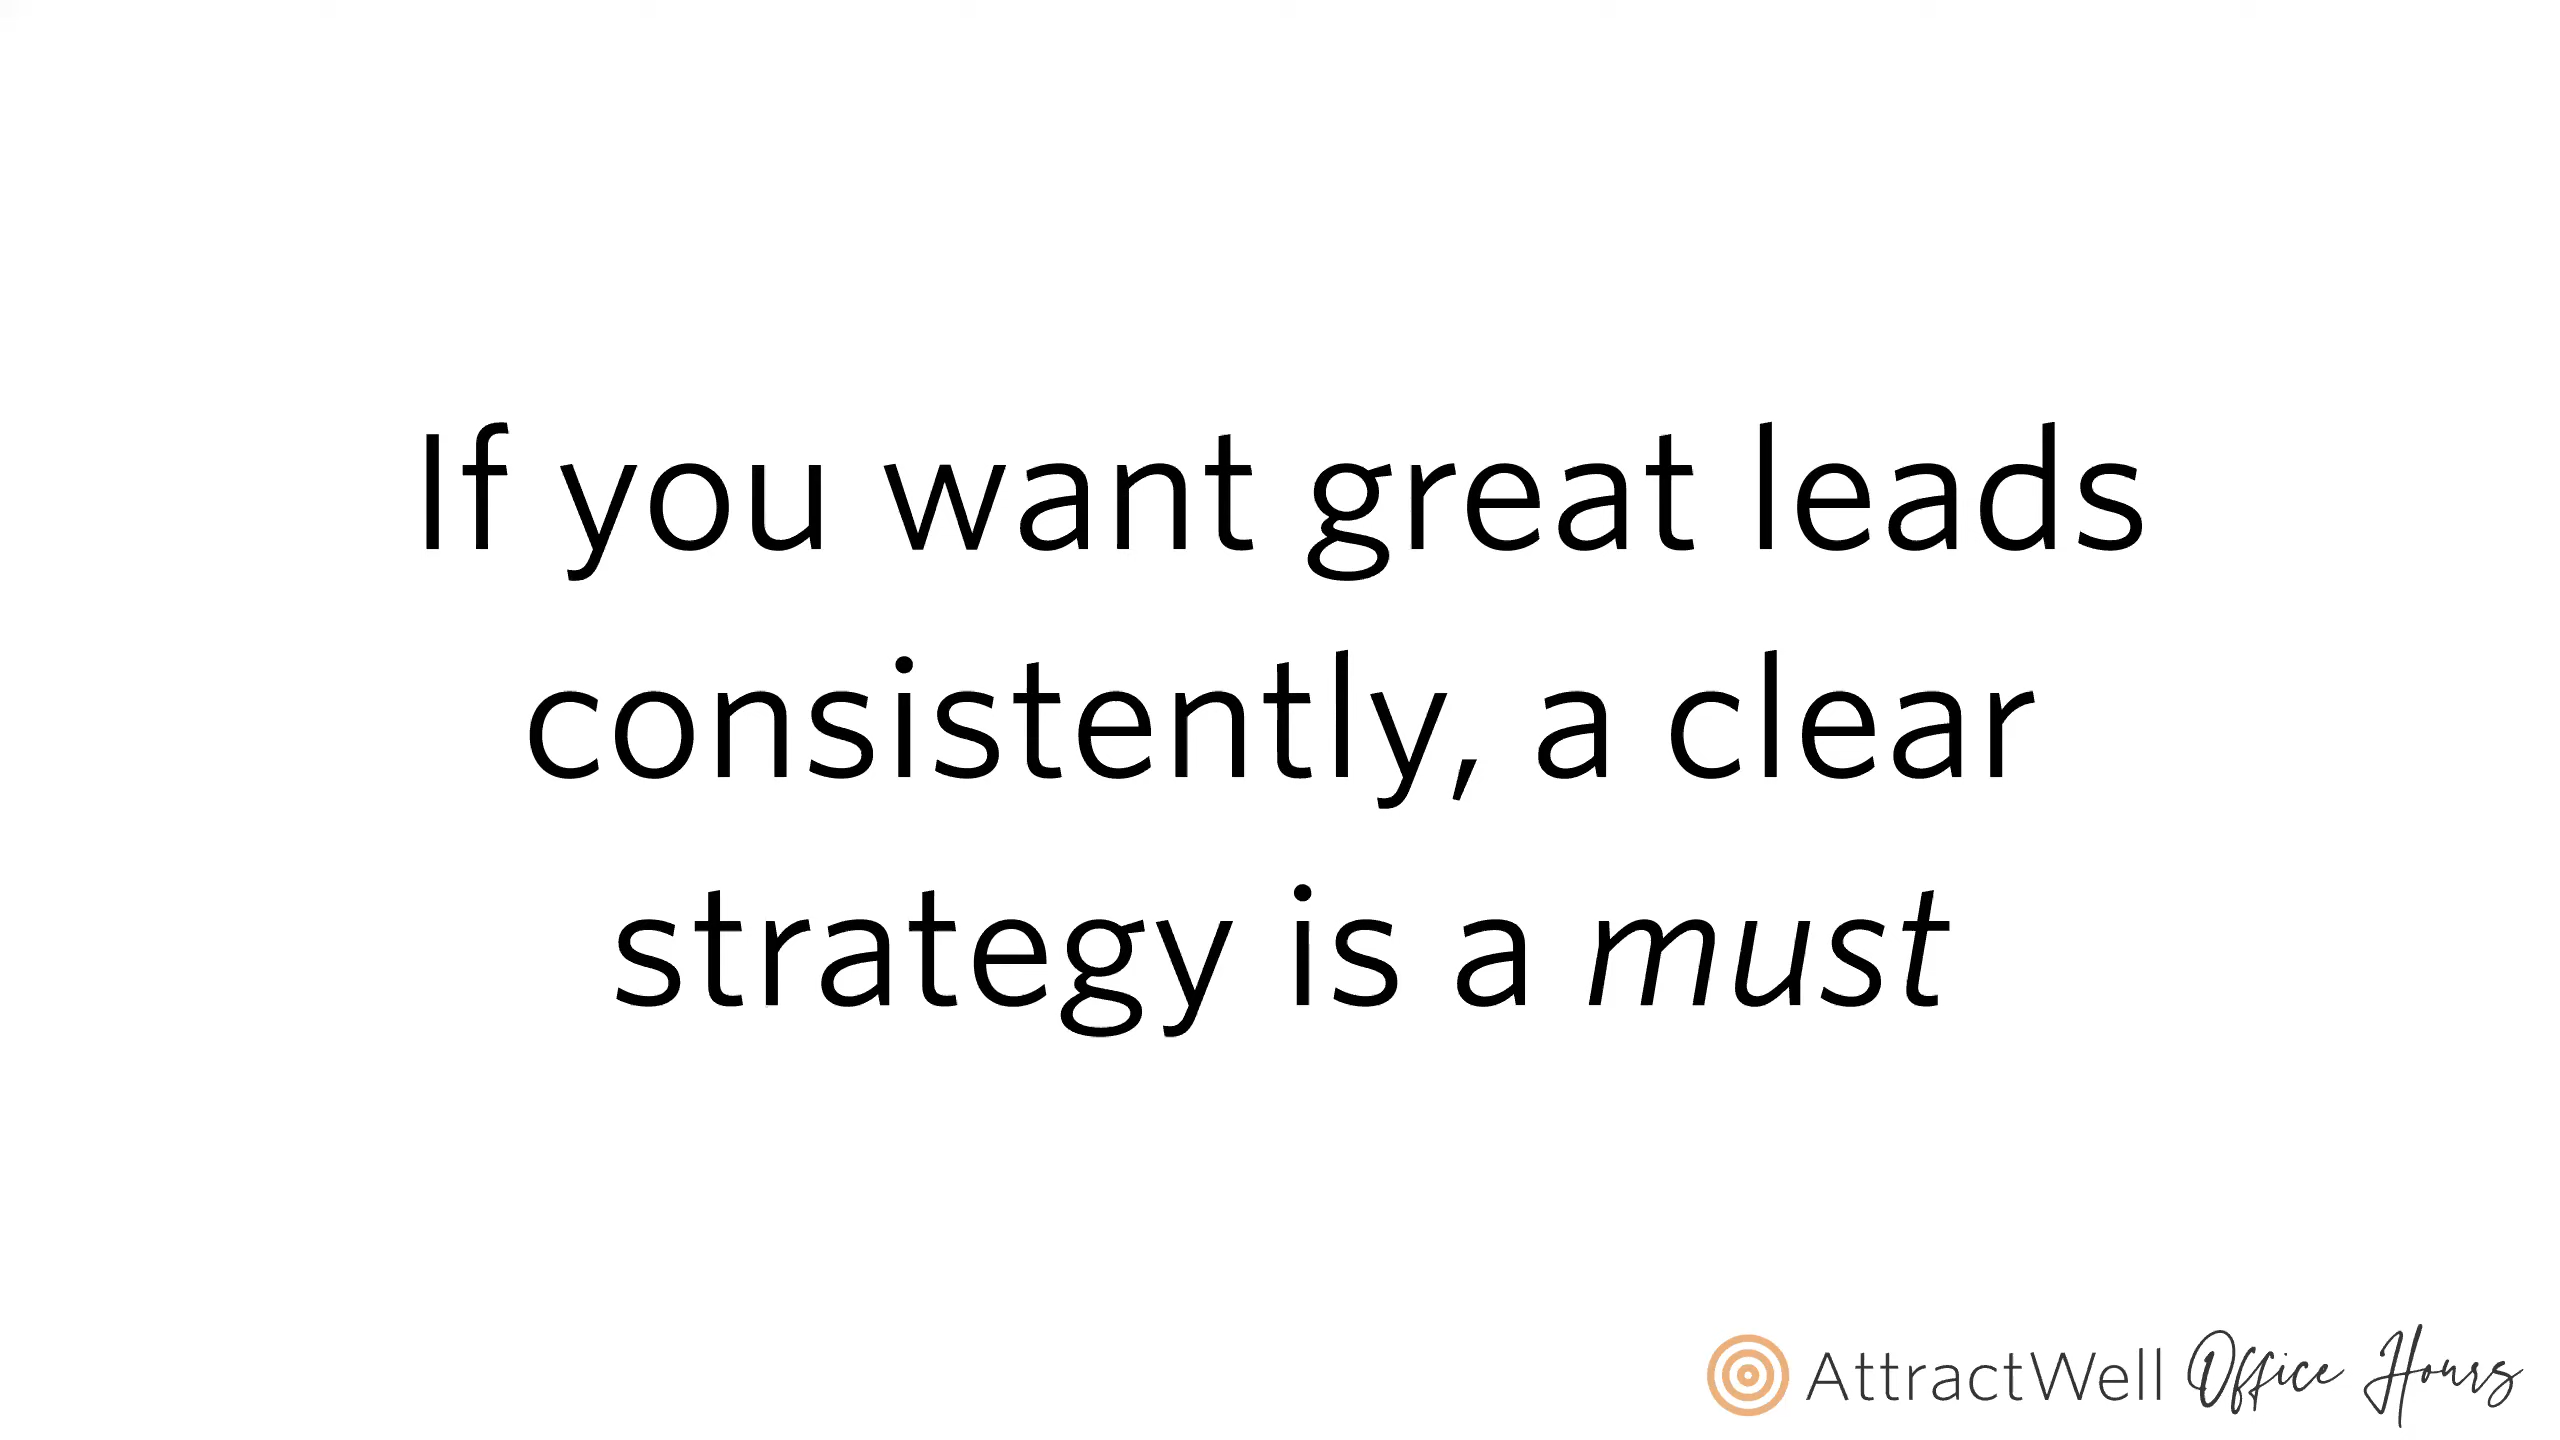 If you want great leads
consistently, a clear
strategy is a must
AttractWell Office Hours